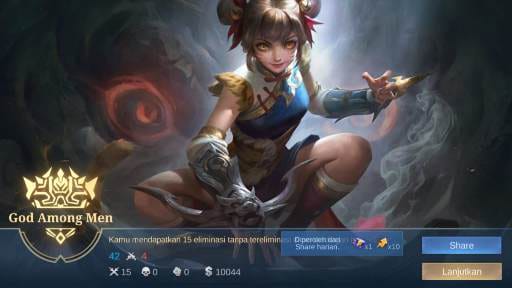 God Among Men
Kamu mendapatkan 15 eliminasi tanpa tereliminasi
Diperoleh dari
Share harian.
x1
x10
42
4
15
0
0
10044
Share
Lanjutkan